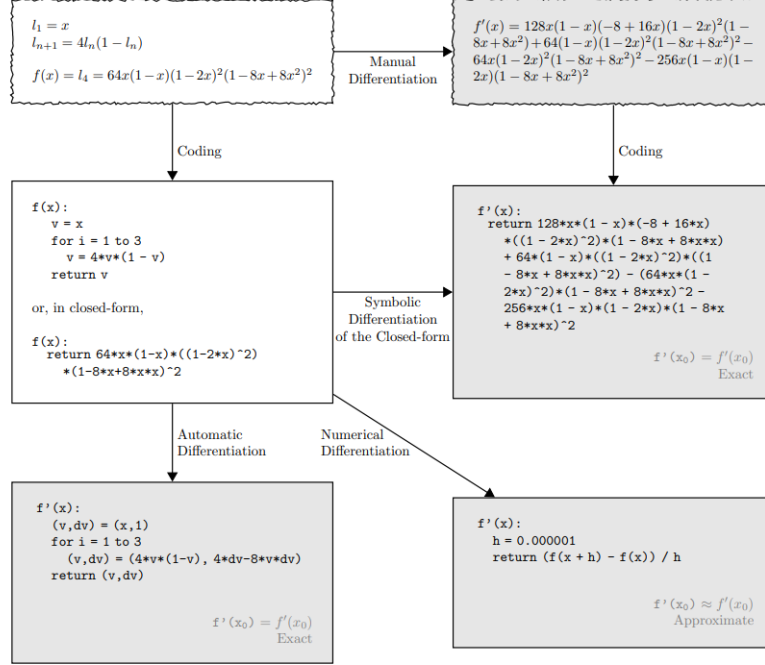 l₁ = x
lₙ₊₁ = 4lₙ(1 − lₙ)
f(x) = l₄ = 64x(1−x)(1−2x)²(1−8x+8x²)²
Manual
Differentiation
f′(x) = 128x(1 − x)(−8 + 16x)(1 − 2x)²(1 −
8x+8x²)+64(1−x)(1−2x)²(1−8x+8x²)²−
64x(1 − 2x)²(1 − 8x + 8x²)² − 256x(1 − x)(1 −
2x)(1 − 8x + 8x²)²
Coding
Coding
f(x):
v = x
for i = 1 to 3
v = 4*v*(1 - v)
return v
or, in closed-form,
f(x):
return 64*x*(1-x)*((1-2*x)^2)
*(1-8*x+8*x*x)^2
Symbolic
Differentiation
of the Closed-form
f'(x):
return 128*x*(1 - x)*(-8 + 16*x)
*((1 - 2*x)^2)*(1 - 8*x + 8*x*x)
+ 64*(1 - x)*((1 - 2*x)^2)*((1
- 8*x + 8*x*x)^2) - (64*x*(1 -
2*x)^2)*(1 - 8*x + 8*x*x)^2 -
256*x*(1 - x)*(1 - 2*x)*(1 - 8*x
+ 8*x*x)^2
f'(x₀) = f′(x₀)
Exact
Automatic
Differentiation
Numerical
Differentiation
f'(x):
(v,dv) = (x,1)
for i = 1 to 3
(v,dv) = (4*v*(1-v), 4*dv-8*v*dv)
return (v,dv)
f'(x₀) = f′(x₀)
Exact
f'(x):
h = 0.000001
return (f(x + h) - f(x)) / h
f'(x₀) ≈ f′(x₀)
Approximate